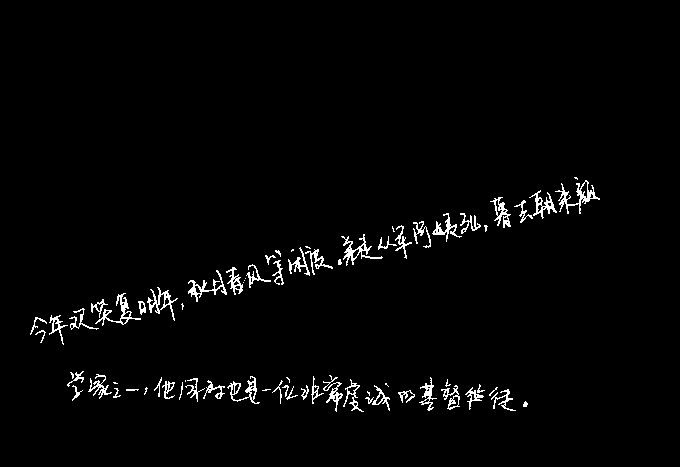 今年欢笑复明年，秋月春风等闲度。弟走从军阿姨死，暮去朝来颜
学家之一，他同时也是一位非常虔诚的基督徒。